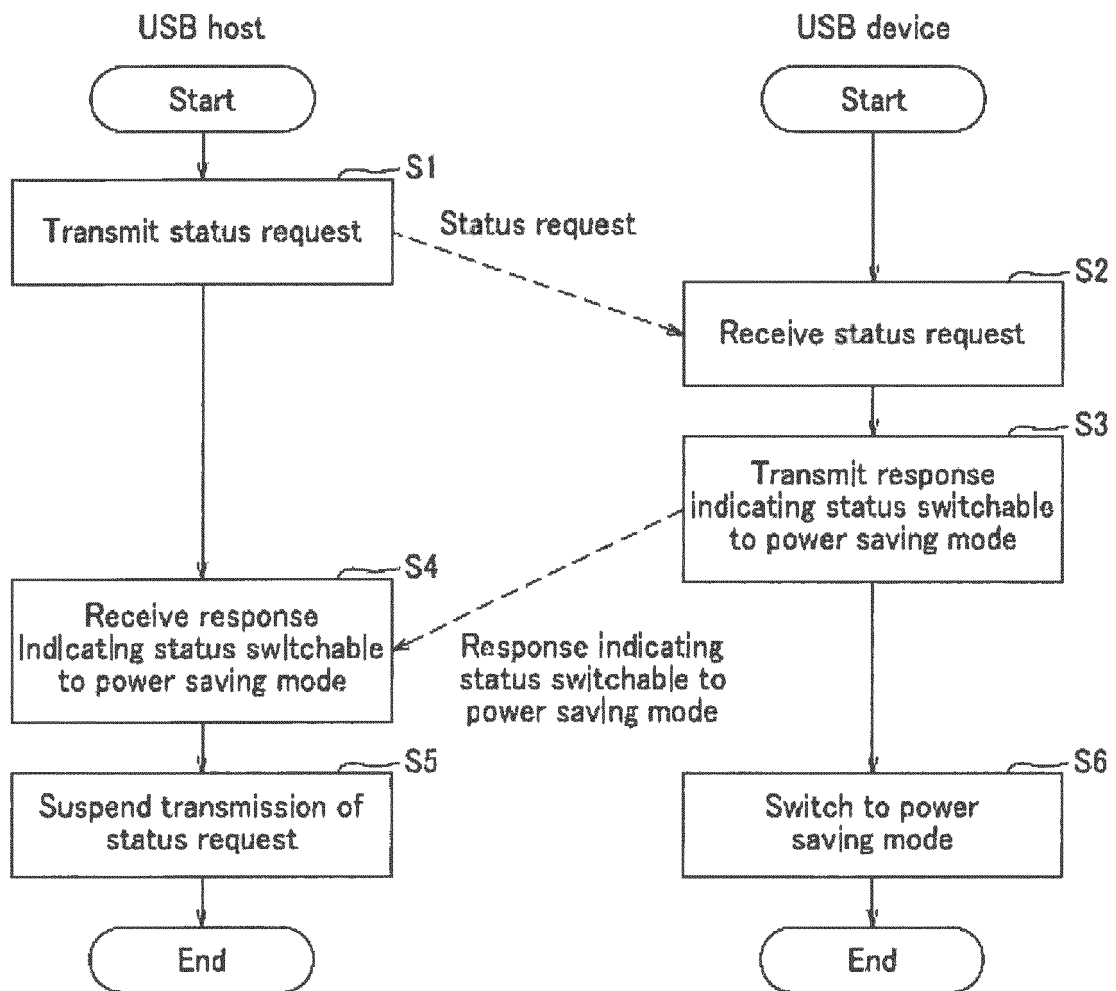 USB host
USB device
Start
Start
S1
Transmit status request
Status request
S2
Receive status request
S3
Transmit response
indicating status switchable
to power saving mode
S4
Receive response
indicating status switchable
to power saving mode
Response indicating
status switchable to
power saving mode
S5
Suspend transmission of
status request
S6
Switch to power
saving mode
End
End